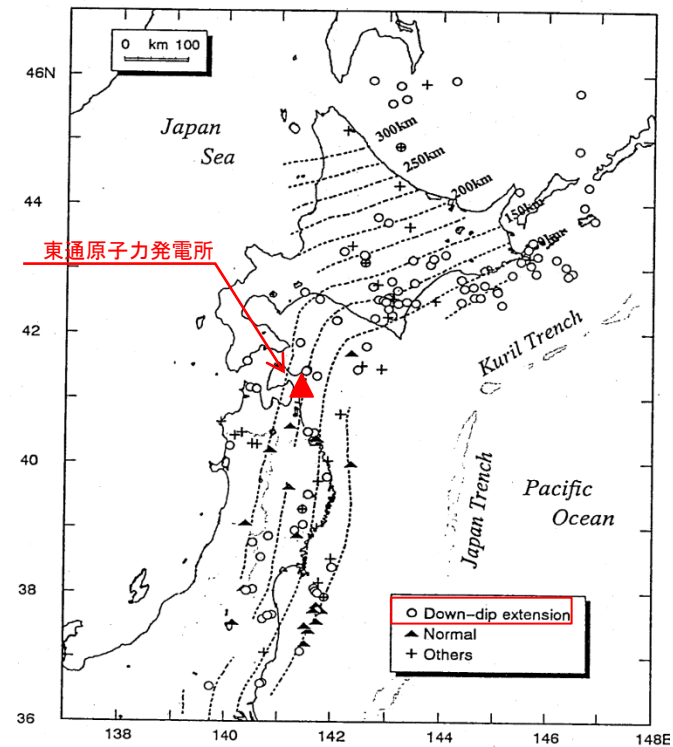 0 km 100
46N
Japan
Sea
300km
250km
200km
150km
44
東通原子力発電所
42
Kuril Trench
40
Japan Trench
Pacific
Ocean
38
Down-dip extension
Normal
Others
36
138 140 142 144 146 148E